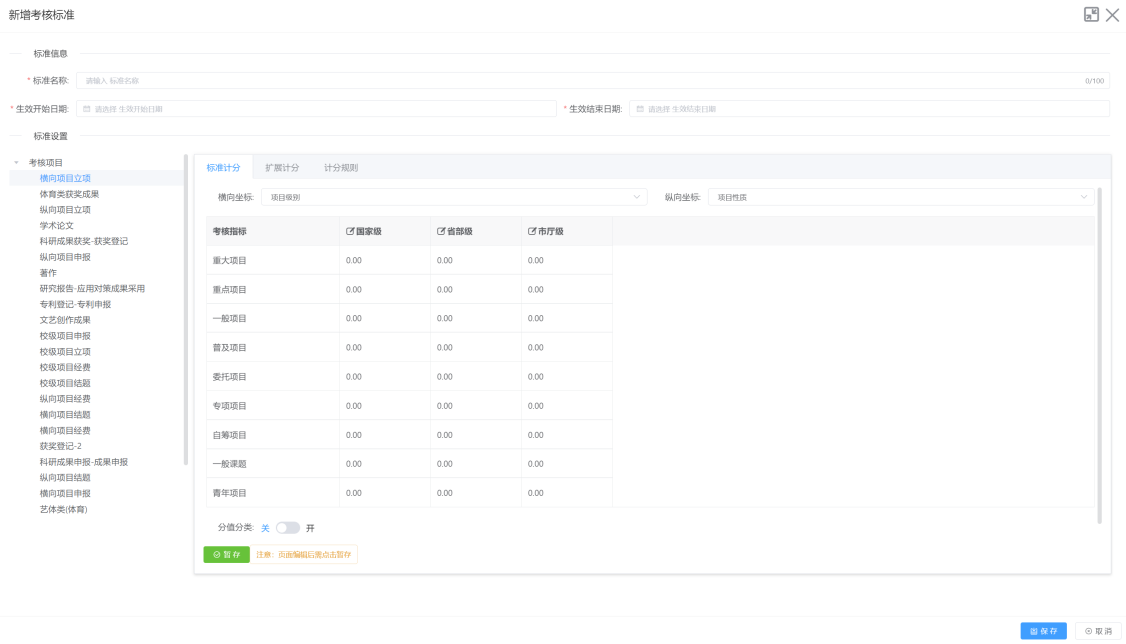 新增考核标准
标准信息
* 标准名称: 请输入 标准名称 0/100
* 生效开始日期: 请选择 生效开始日期 * 生效结束日期: 请选择 生效结束日期
标准设置
考核项目
横向项目立项
体育类获奖成果
纵向项目立项
学术论文
科研成果获奖-获奖登记
纵向项目申报
著作
研究报告-应用对策成果采用
专利登记-专利申报
文艺创作成果
校级项目申报
校级项目立项
校级项目经费
校级项目结题
纵向项目经费
横向项目结题
横向项目经费
获奖登记-2
科研成果申报-成果申报
纵向项目结题
横向项目申报
艺体类(体育)
标准计分 扩展计分 计分规则
横向坐标: 项目级别 纵向坐标: 项目性质
考核指标 国家级 省部级 市厅级
重大项目 0.00 0.00 0.00
重点项目 0.00 0.00 0.00
一般项目 0.00 0.00 0.00
普及项目 0.00 0.00 0.00
委托项目 0.00 0.00 0.00
专项项目 0.00 0.00 0.00
自筹项目 0.00 0.00 0.00
一般课题 0.00 0.00 0.00
青年项目 0.00 0.00 0.00
分值分类: 关 开
暂存 注意：页面编辑后需点击暂存
保存 取消